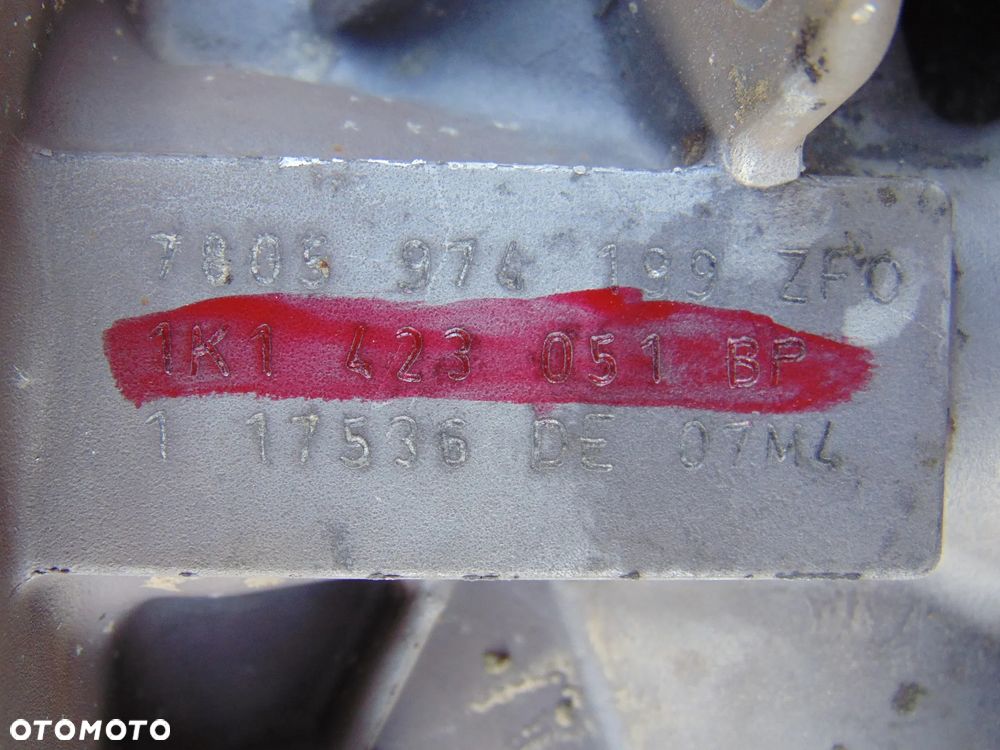 7805 974 199 ZFO
1K1 423 051 BP
1 17536 DE 07M4
OTOMOTO